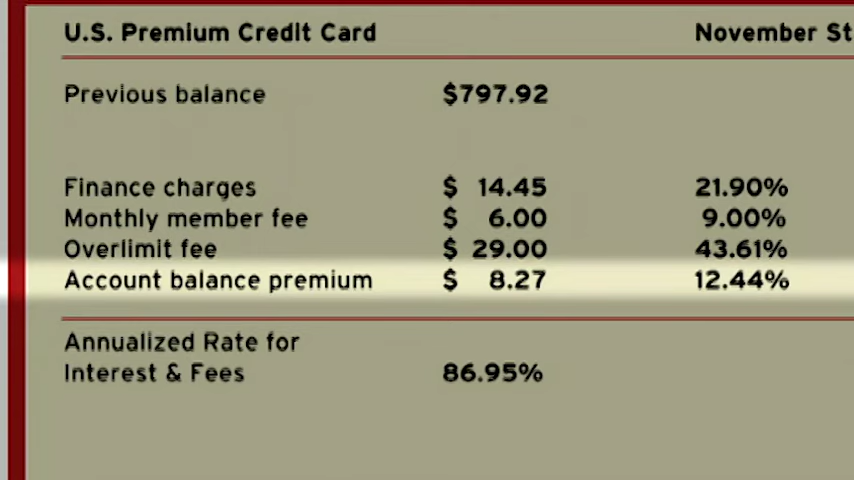 U.S. Premium Credit Card November St
Previous balance $797.92
Finance charges $ 14.45 21.90%
Monthly member fee $ 6.00 9.00%
Overlimit fee $ 29.00 43.61%
Account balance premium $ 8.27 12.44%
Annualized Rate for
Interest & Fees 86.95%